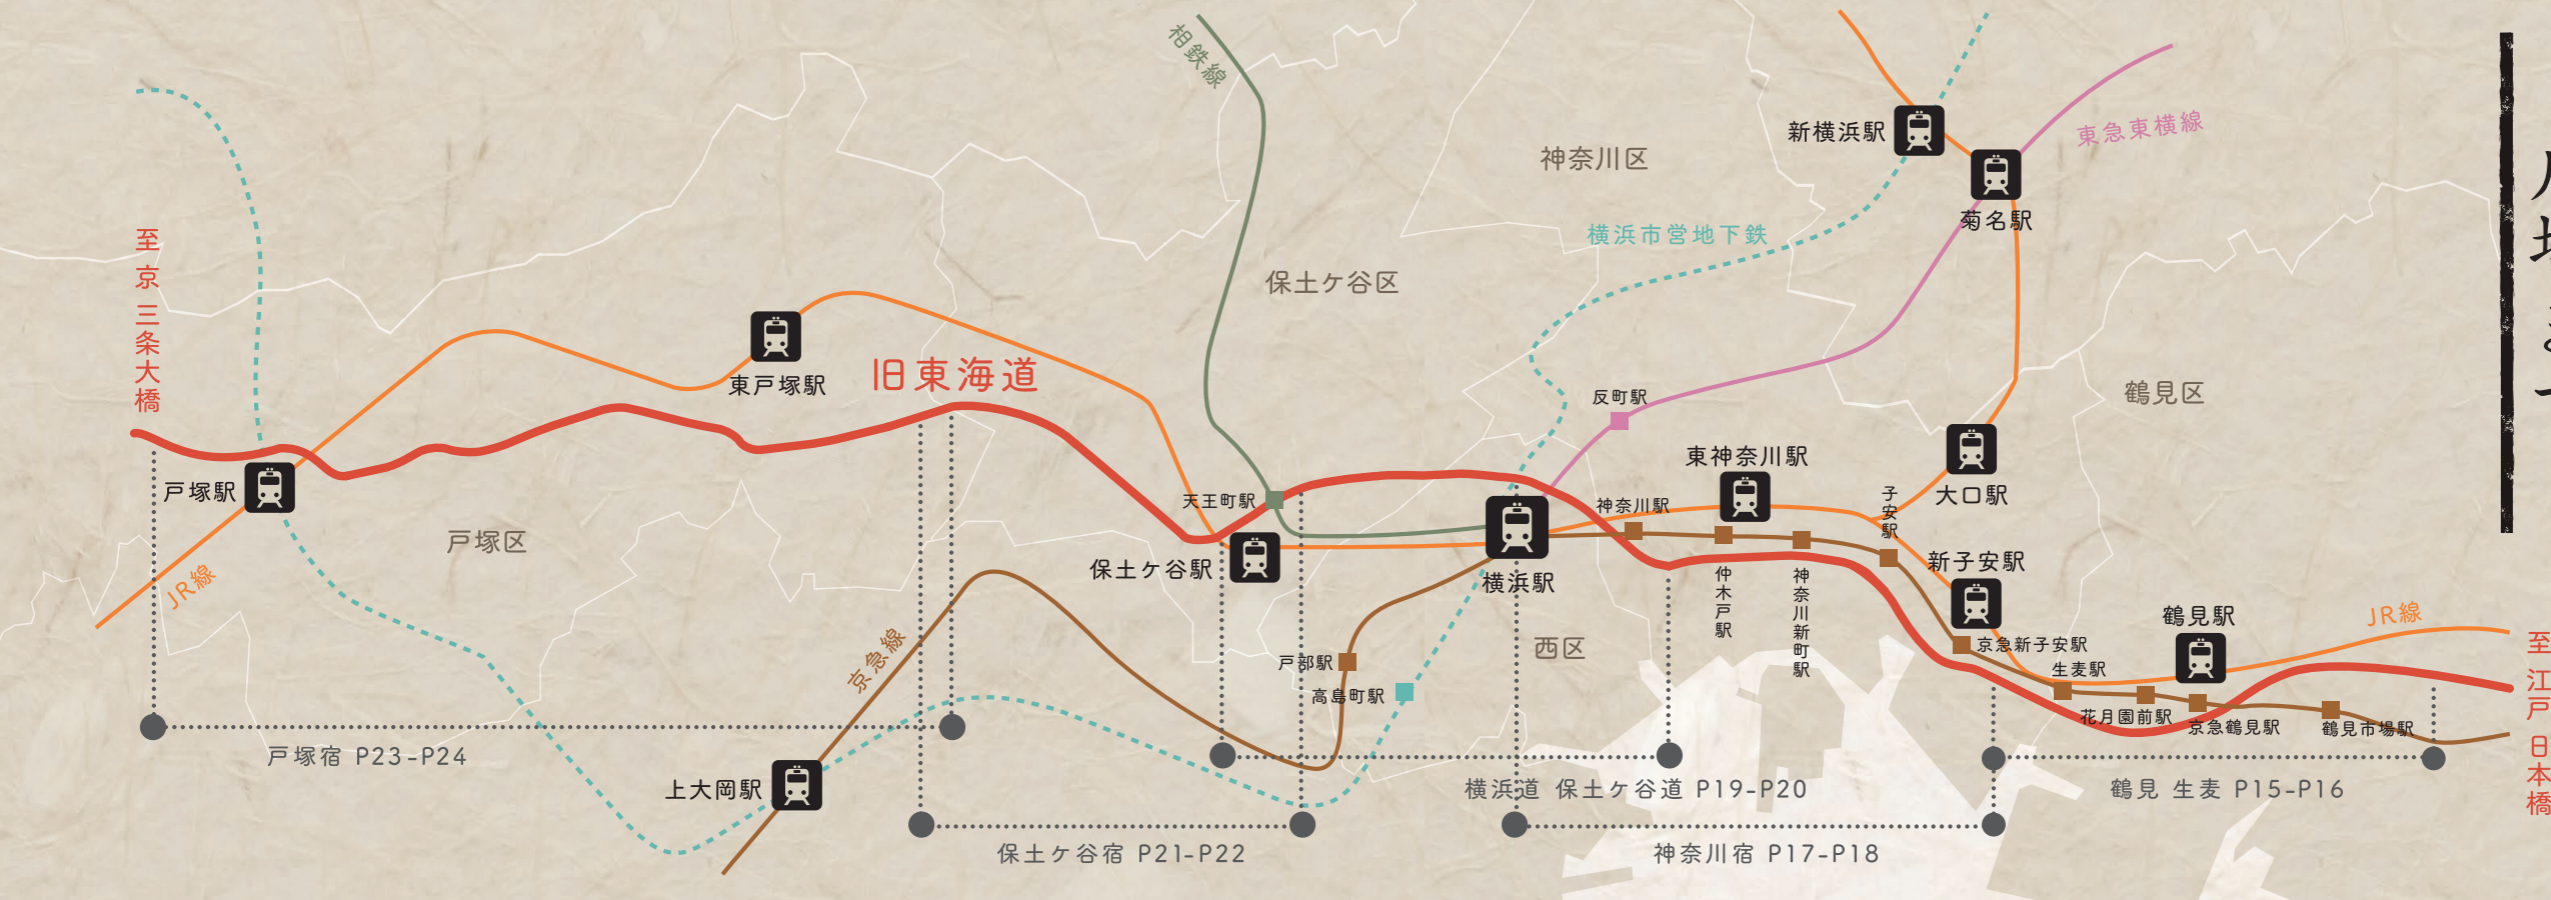 相鉄線
新横浜駅
東急東横線
神奈川区
菊名駅
横浜市営地下鉄
至 京 三条大橋
保土ケ谷区
東戸塚駅
旧東海道
反町駅
鶴見区
東神奈川駅
大口駅
戸塚駅
天王町駅
神奈川駅
子安駅
戸塚区
保土ケ谷駅
横浜駅
新子安駅
仲木戸駅
神奈川新町駅
JR線
鶴見駅
JR線
京急線
戸部駅
西区
京急新子安駅
生麦駅
高島町駅
花月園前駅
京急鶴見駅
鶴見市場駅
至 江戸 日本橋
戸塚宿 P23-P24
上大岡駅
横浜道 保土ケ谷道 P19-P20
鶴見 生麦 P15-P16
保土ケ谷宿 P21-P22
神奈川宿 P17-P18